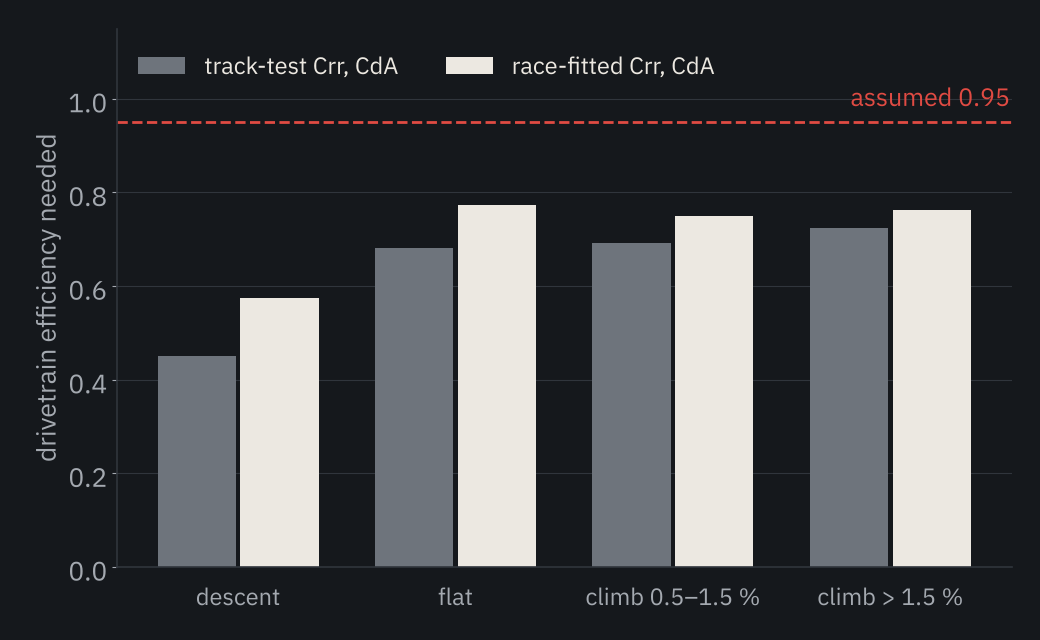 track-test Crr, CdA
race-fitted Crr, CdA
assumed 0.95
drivetrain efficiency needed
1.0
0.8
0.6
0.4
0.2
0.0
descent
flat
climb 0.5–1.5 %
climb > 1.5 %